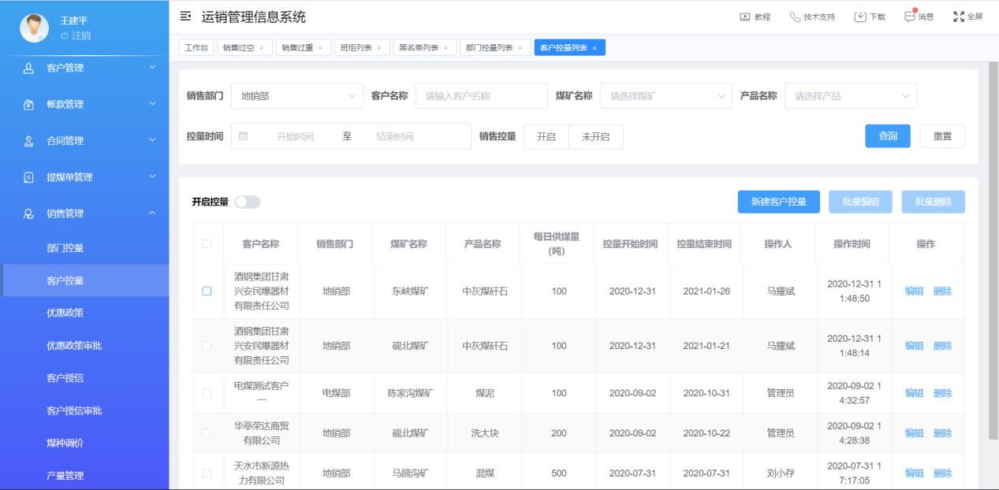 王建平
注销
运销管理信息系统
教程
技术支持
下载
消息
全屏
工作台
销售过空 ×
销售过重 ×
班组列表 ×
黑名单列表 ×
部门控量列表 ×
客户控量列表 ×
客户管理
帐款管理
合同管理
提煤单管理
销售管理
部门控量
客户控量
优惠政策
优惠政策审批
客户授信
客户授信审批
煤种调价
产量管理
销售部门 地销部
客户名称 请输入客户名称
煤矿名称 请选择煤矿
产品名称 请选择产品
控量时间 开始时间 至 结束时间
销售控量 开启 未开启
查询
重置
开启控量
新建客户控量
批量编辑
批量删除
客户名称
销售部门
煤矿名称
产品名称
每日供煤量
(吨)
控量开始时间
控量结束时间
操作人
操作时间
操作
酒钢集团甘肃
兴安民爆器材
有限责任公司
地销部
东峡煤矿
中灰煤矸石
100
2020-12-31
2021-01-26
马耀斌
2020-12-31 1
1:48:50
编辑 删除
酒钢集团甘肃
兴安民爆器材
有限责任公司
地销部
砚北煤矿
中灰煤矸石
100
2020-12-31
2021-01-21
马耀斌
2020-12-31 1
1:48:14
编辑 删除
电煤测试客户
一
电煤部
陈家沟煤矿
煤泥
100
2020-09-02
2020-10-31
管理员
2020-09-02 1
4:32:57
编辑 删除
华亭荣达商贸
有限公司
地销部
砚北煤矿
洗大块
200
2020-09-02
2020-10-22
管理员
2020-09-02 1
4:28:38
编辑 删除
天水市新源热
力有限公司
地销部
马蹄沟矿
混煤
500
2020-07-31
2020-07-31
刘小存
2020-07-31 1
7:17:05
编辑 删除